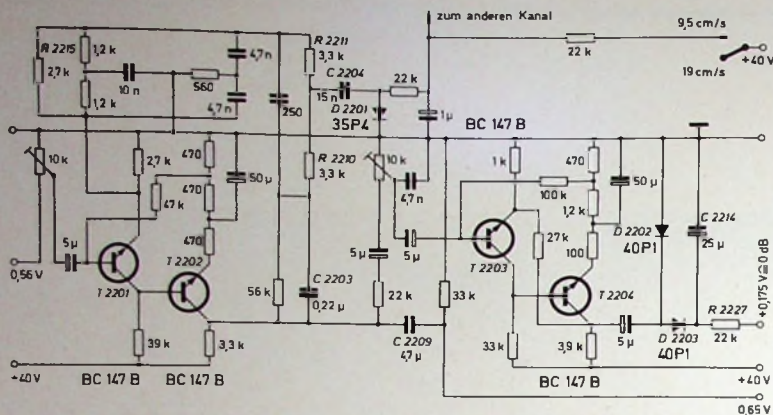 zum anderen Kanal
9,5 cm/s
22 k
19 cm/s
+40 V
R 2215
1,2 k
2,7 k
10 n
1,2 k
560
4,7 n
4,7 n
250
R 2211
3,3 k
C 2204
15 n
22 k
D 2201
35P4
1 µ
BC 147 B
10 k
2,7 k
47 k
470
470
470
50 µ
R 2210
3,3 k
10 k
4,7 n
1 k
100 k
470
1,2 k
100
50 µ
D 2202
40P1
C 2214
25 µ
5 µ
0,56 V
T 2201
T 2202
56 k
C 2203
0,22 µ
5 µ
22 k
5 µ
33 k
T 2203
27 k
T 2204
5 µ
D 2203
40P1
R 2227
22 k
+0,175 V≙0 dB
39 k
3,3 k
C 2209
4,7 µ
33 k
3,9 k
+40 V
BC 147 B
BC 147 B
BC 147 B
+40 V
0,65 V